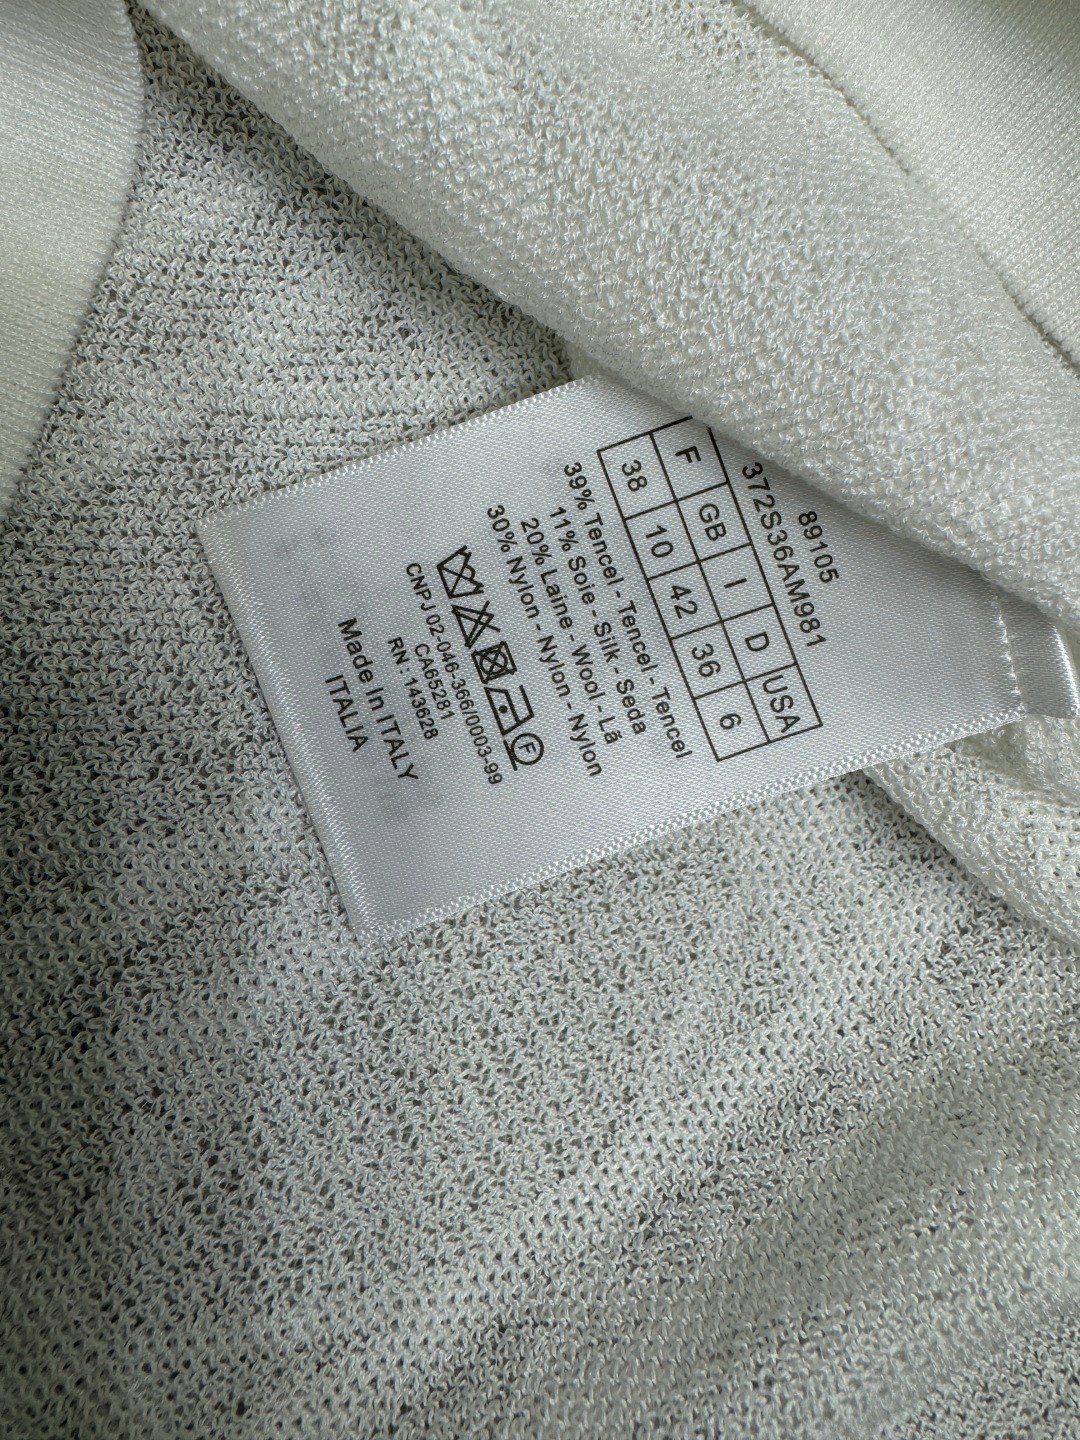 89105
372S36AM981
F GB I D USA
38 10 42 36 6
39% Tencel - Tencel - Tencel
11% Soie - Silk - Seda
20% Laine - Wool - Lã
30% Nylon - Nylon - Nylon
F
CNPJ 02-046-366/0003-99
CA65281
RN: 143628
Made In ITALY
ITALIA